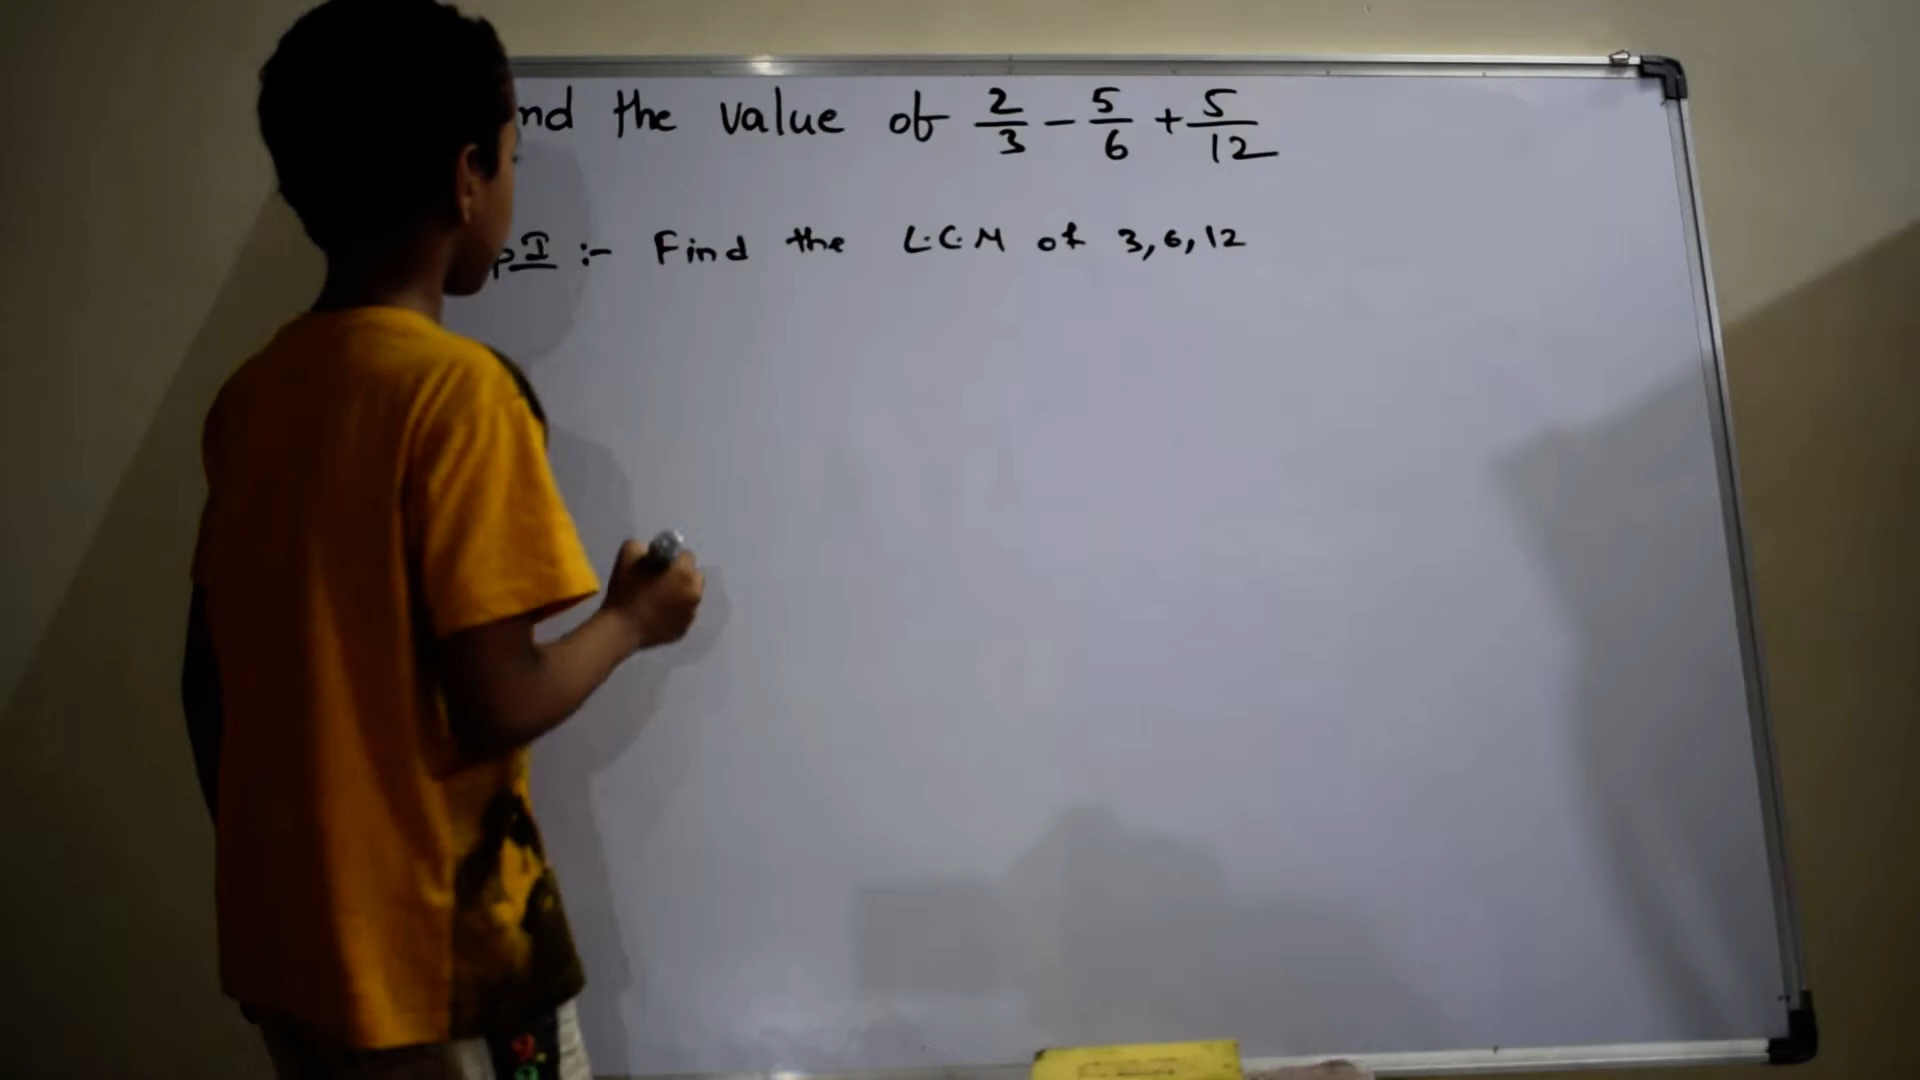 nd the value of 2/3 - 5/6 + 5/12
pI :- Find the L.C.M of 3, 6, 12